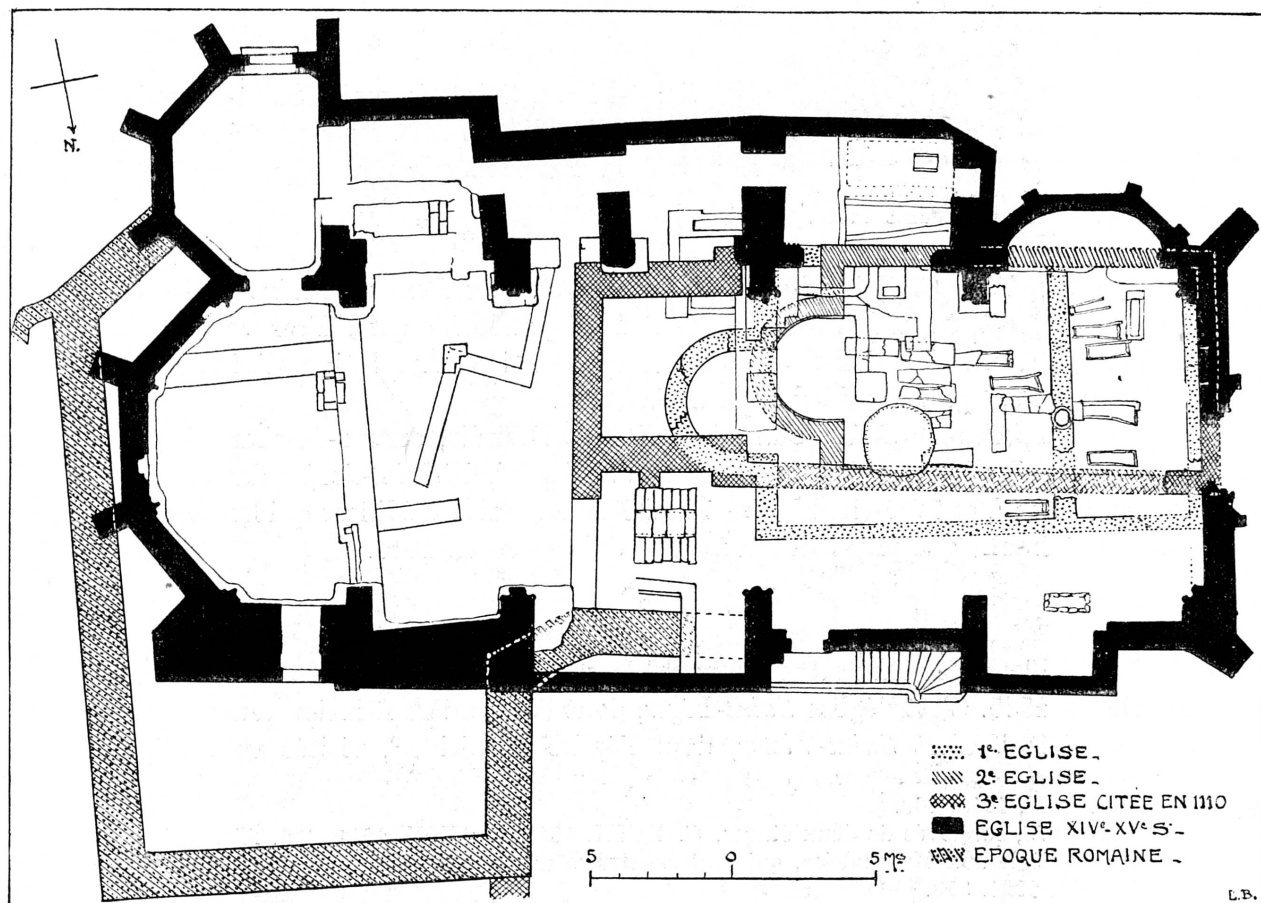 N.
1e. EGLISE_
2e EGLISE_
3e EGLISE CITÉE EN 1110
EGLISE XIVe-XVe S._
EPOQUE ROMAINE_
5 0 5 Mes
L.B.